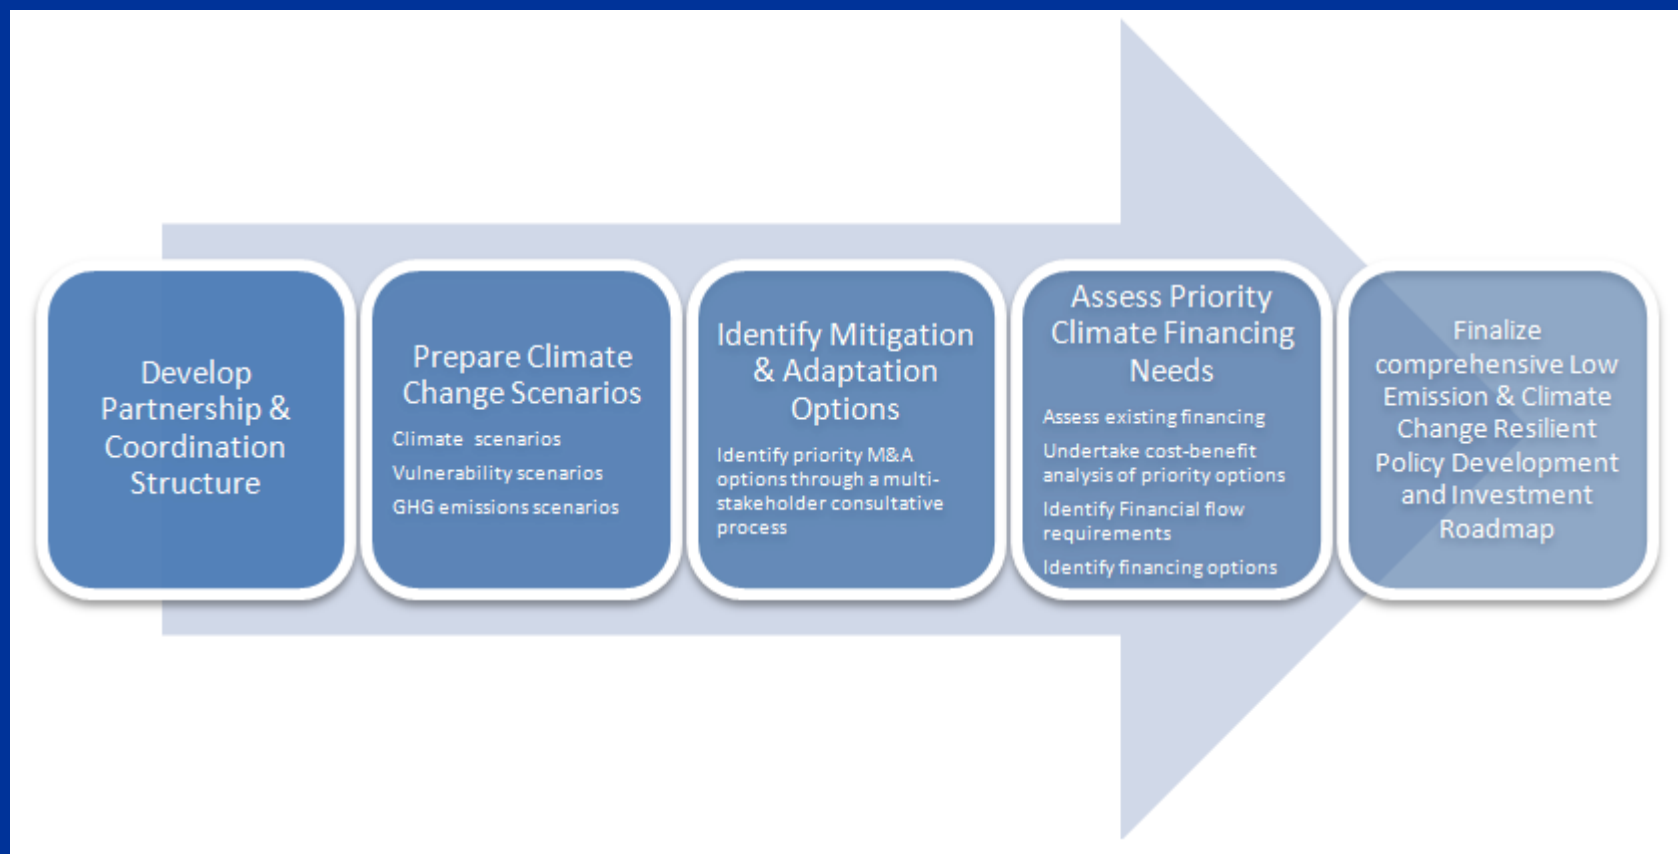 Develop
Partnership &
Coordination
Structure
Prepare Climate
Change Scenarios
Climate scenarios
Vulnerability scenarios
GHG emissions scenarios
Identify Mitigation
& Adaptation
Options
Identify priority M&A
options through a multi-
stakeholder consultative
process
Assess Priority
Climate Financing
Needs
Assess existing financing
Undertake cost-benefit
analysis of priority options
Identify Financial flow
requirements
Identify financing options
Finalize
comprehensive Low
Emission & Climate
Change Resilient
Policy Development
and Investment
Roadmap